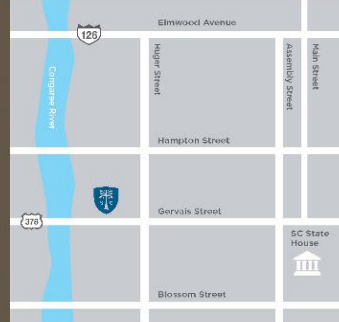 Elmwood Avenue
126
Huger Street
Assembly Street
Main Street
Congaree River
Hampton Street
Gervais Street
378
SC State
House
Blossom Street